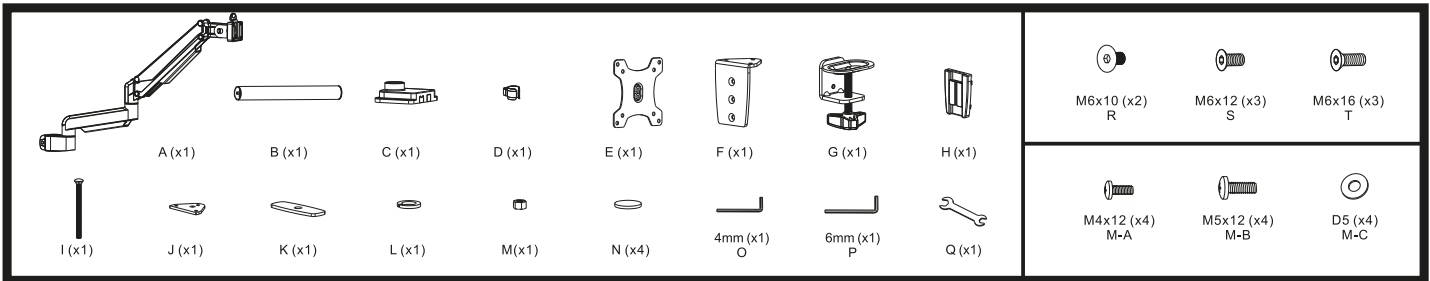 A (x1)
B (x1)
C (x1)
D (x1)
E (x1)
F (x1)
G (x1)
H (x1)
I (x1)
J (x1)
K (x1)
L (x1)
M(x1)
N (x4)
4mm (x1)
O
6mm (x1)
P
Q (x1)
M6x10 (x2)
R
M6x12 (x3)
S
M6x16 (x3)
T
M4x12 (x4)
M-A
M5x12 (x4)
M-B
D5 (x4)
M-C